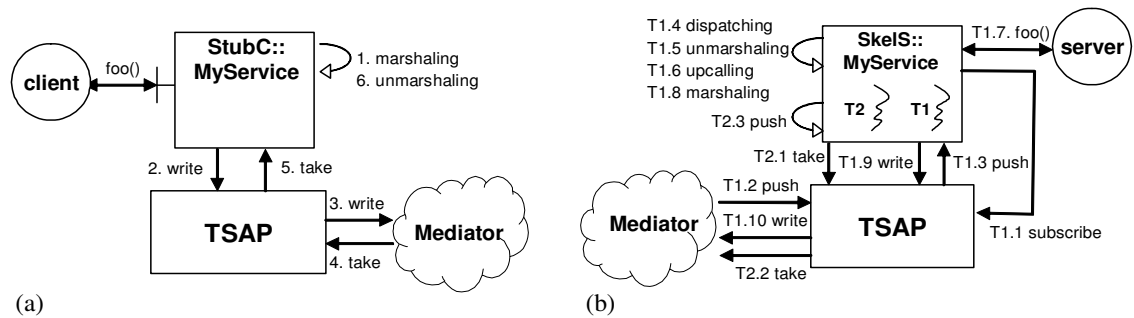 client
foo()
StubC::
MyService
1. marshaling
6. unmarshaling
2. write
5. take
TSAP
3. write
4. take
Mediator
(a)
T1.4 dispatching
T1.5 unmarshaling
T1.6 upcalling
T1.8 marshaling
T2.3 push
SkelS::
MyService
T2
T1
T1.7. foo()
server
T2.1 take
T1.9 write
T1.3 push
T1.2 push
Mediator
T1.10 write
T2.2 take
TSAP
T1.1 subscribe
(b)